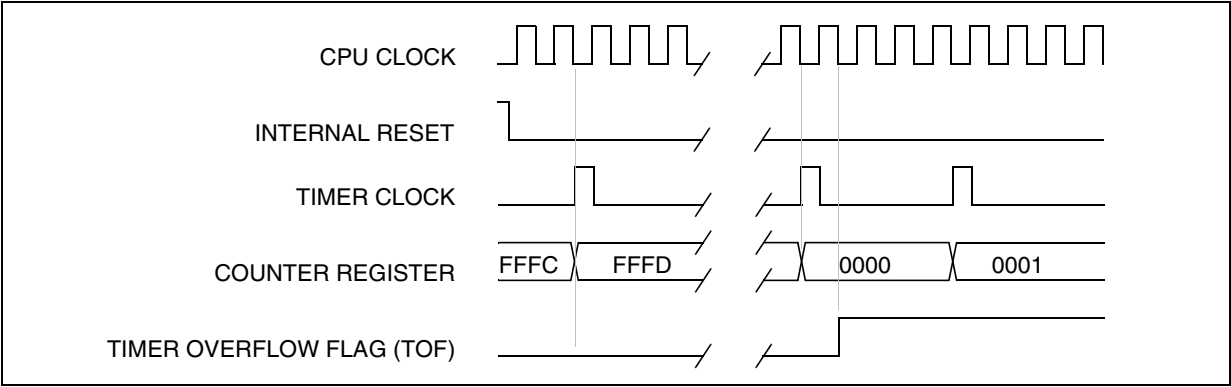 CPU CLOCK
INTERNAL RESET
TIMER CLOCK
COUNTER REGISTER FFFC FFFD 0000 0001
TIMER OVERFLOW FLAG (TOF)